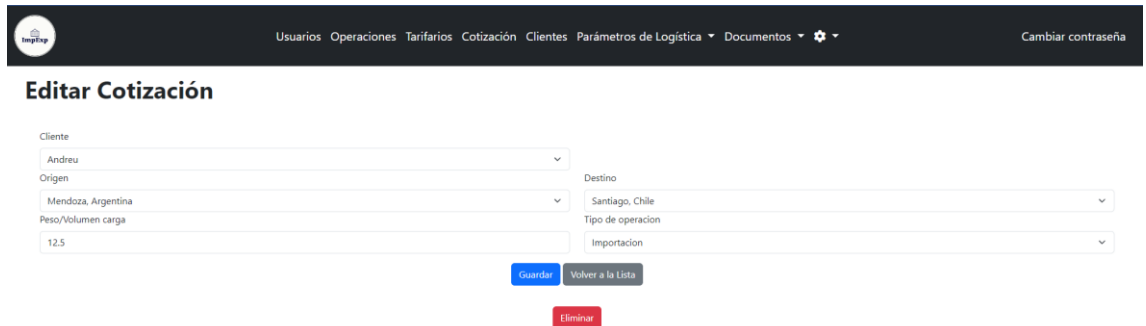 ImpExp
Usuarios Operaciones Tarifarios Cotización Clientes Parámetros de Logística Documentos Cambiar contraseña
Editar Cotización
Cliente
Andreu
Origen Destino
Mendoza, Argentina Santiago, Chile
Peso/Volumen carga Tipo de operacion
12.5 Importacion
Guardar Volver a la Lista
Eliminar